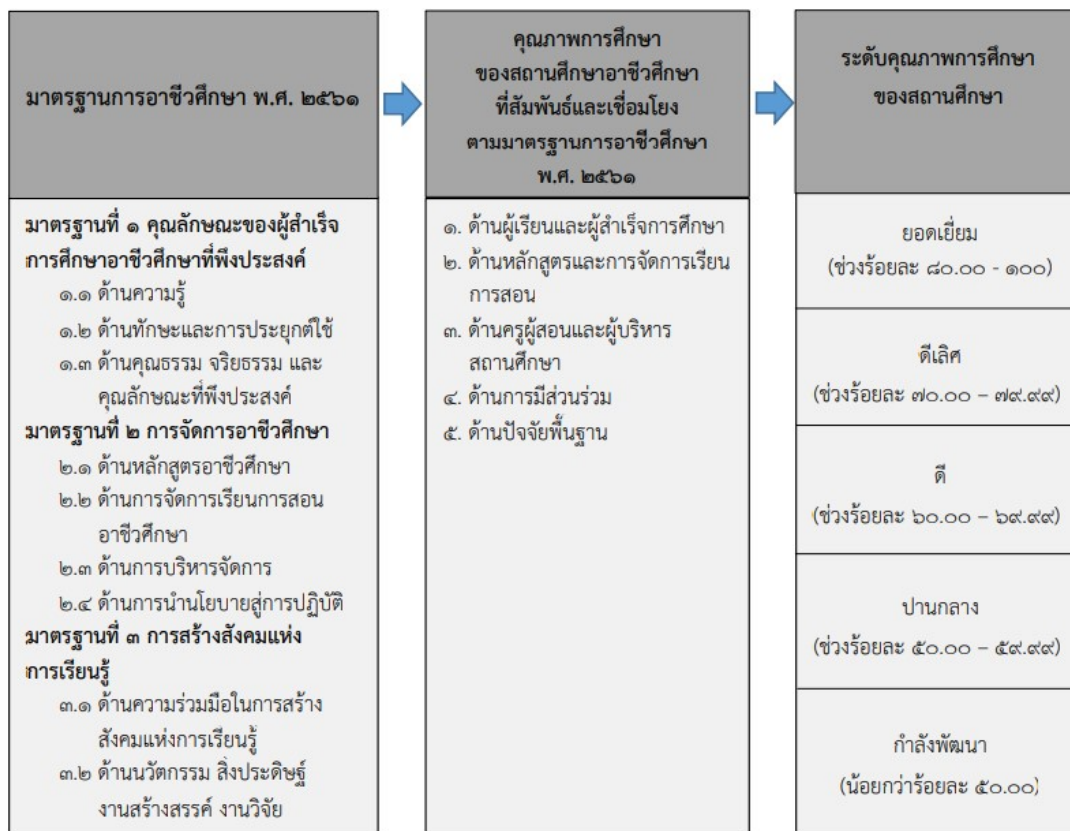 มาตรฐานการอาชีวศึกษา พ.ศ. ๒๕๖๑
มาตรฐานที่ ๑ คุณลักษณะของผู้สำเร็จ
การศึกษาอาชีวศึกษาที่พึงประสงค์
๑.๑ ด้านความรู้
๑.๒ ด้านทักษะและการประยุกต์ใช้
๑.๓ ด้านคุณธรรม จริยธรรม และ
คุณลักษณะที่พึงประสงค์
มาตรฐานที่ ๒ การจัดการอาชีวศึกษา
๒.๑ ด้านหลักสูตรอาชีวศึกษา
๒.๒ ด้านการจัดการเรียนการสอน
อาชีวศึกษา
๒.๓ ด้านการบริหารจัดการ
๒.๔ ด้านการนำนโยบายสู่การปฏิบัติ
มาตรฐานที่ ๓ การสร้างสังคมแห่ง
การเรียนรู้
๓.๑ ด้านความร่วมมือในการสร้าง
สังคมแห่งการเรียนรู้
๓.๒ ด้านนวัตกรรม สิ่งประดิษฐ์
งานสร้างสรรค์ งานวิจัย
คุณภาพการศึกษา
ของสถานศึกษาอาชีวศึกษา
ที่สัมพันธ์และเชื่อมโยง
ตามมาตรฐานการอาชีวศึกษา
พ.ศ. ๒๕๖๑
๑. ด้านผู้เรียนและผู้สำเร็จการศึกษา
๒. ด้านหลักสูตรและการจัดการเรียน
การสอน
๓. ด้านครูผู้สอนและผู้บริหาร
สถานศึกษา
๔. ด้านการมีส่วนร่วม
๕. ด้านปัจจัยพื้นฐาน
ระดับคุณภาพการศึกษา
ของสถานศึกษา
ยอดเยี่ยม
(ช่วงร้อยละ ๘๐.๐๐ - ๑๐๐)
ดีเลิศ
(ช่วงร้อยละ ๗๐.๐๐ – ๗๙.๙๙)
ดี
(ช่วงร้อยละ ๖๐.๐๐ – ๖๙.๙๙)
ปานกลาง
(ช่วงร้อยละ ๕๐.๐๐ – ๕๙.๙๙)
กำลังพัฒนา
(น้อยกว่าร้อยละ ๕๐.๐๐)